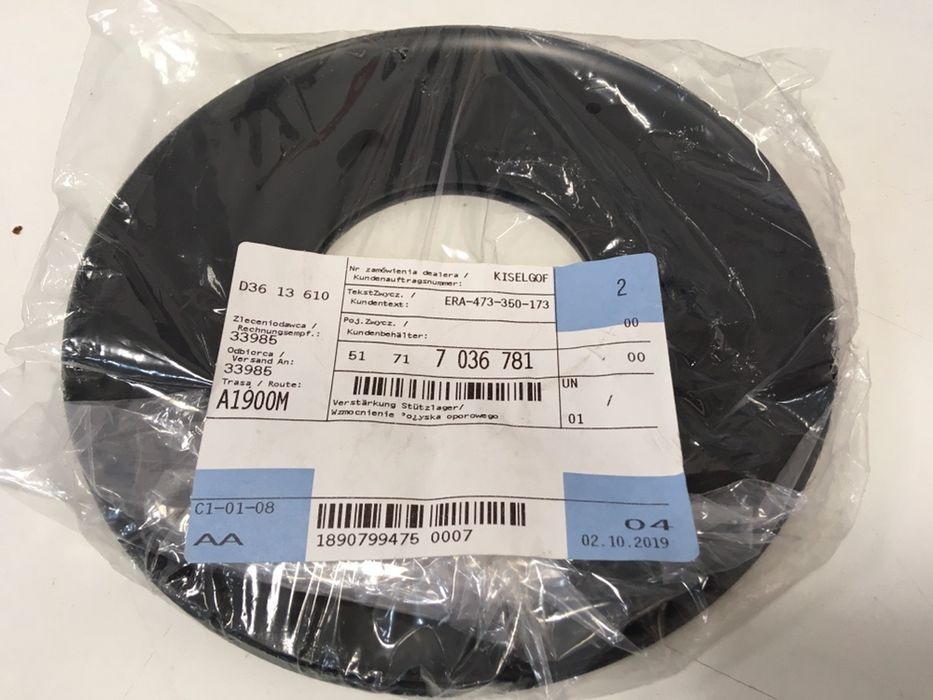 D36 13 610
Nr zamówienia dealera /
Kundenauftragsnummer: KISELGOF
2
TekstZwycz. /
Kundentext: ERA-473-350-173
Zleceniodawca /
Rechnungsempf.:
33985
Poj.Zwycz. /
Kundenbehälter:
00
Odbiorca /
Versand An:
33985
51 71 7 036 781
00
Trasa / Route:
A1900M
UN
/
01
Verstärkung Stützlager/
Wzmocnienie łożyska oporowego
C1-01-08
AA
1890799475 0007
04
02.10.2019